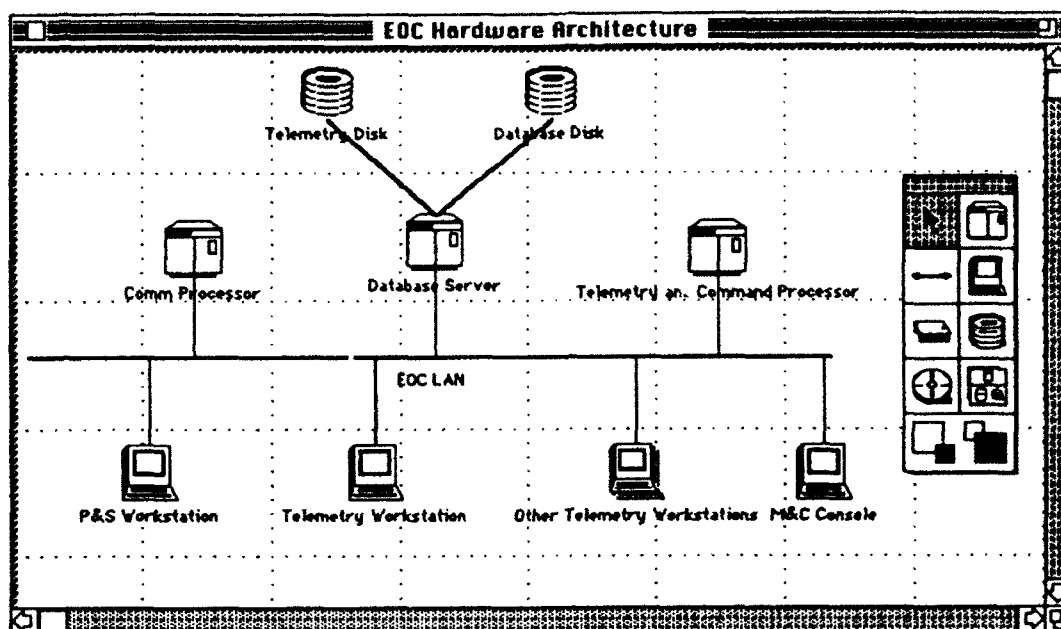 EOC Hardware Architecture
Telemetry Disk
Database Disk
Comm Processor
Database Server
Telemetry an. Command Processor
EOC LAN
P&S Workstation
Telemetry Workstation
Other Telemetry Workstations
M&C Console